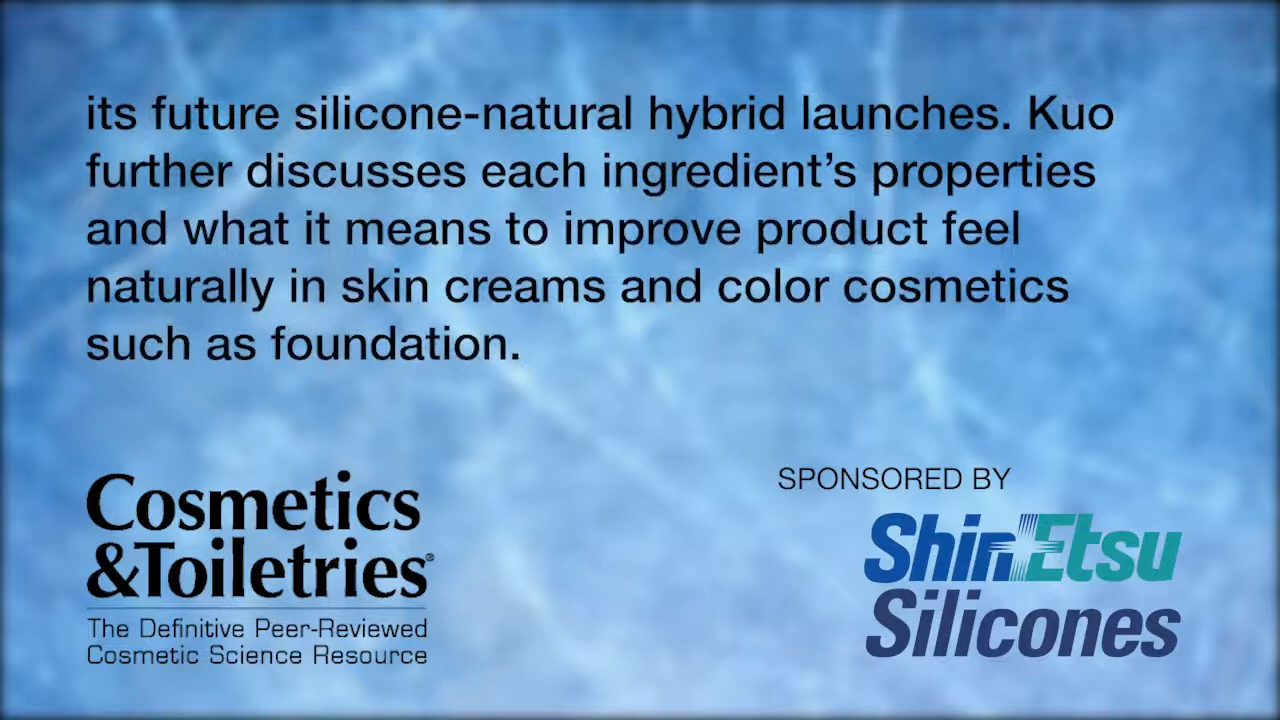 its future silicone-natural hybrid launches. Kuo
further discusses each ingredient’s properties
and what it means to improve product feel
naturally in skin creams and color cosmetics
such as foundation.
Cosmetics
&Toiletries®
The Definitive Peer-Reviewed
Cosmetic Science Resource
SPONSORED BY
ShinEtsu
Silicones